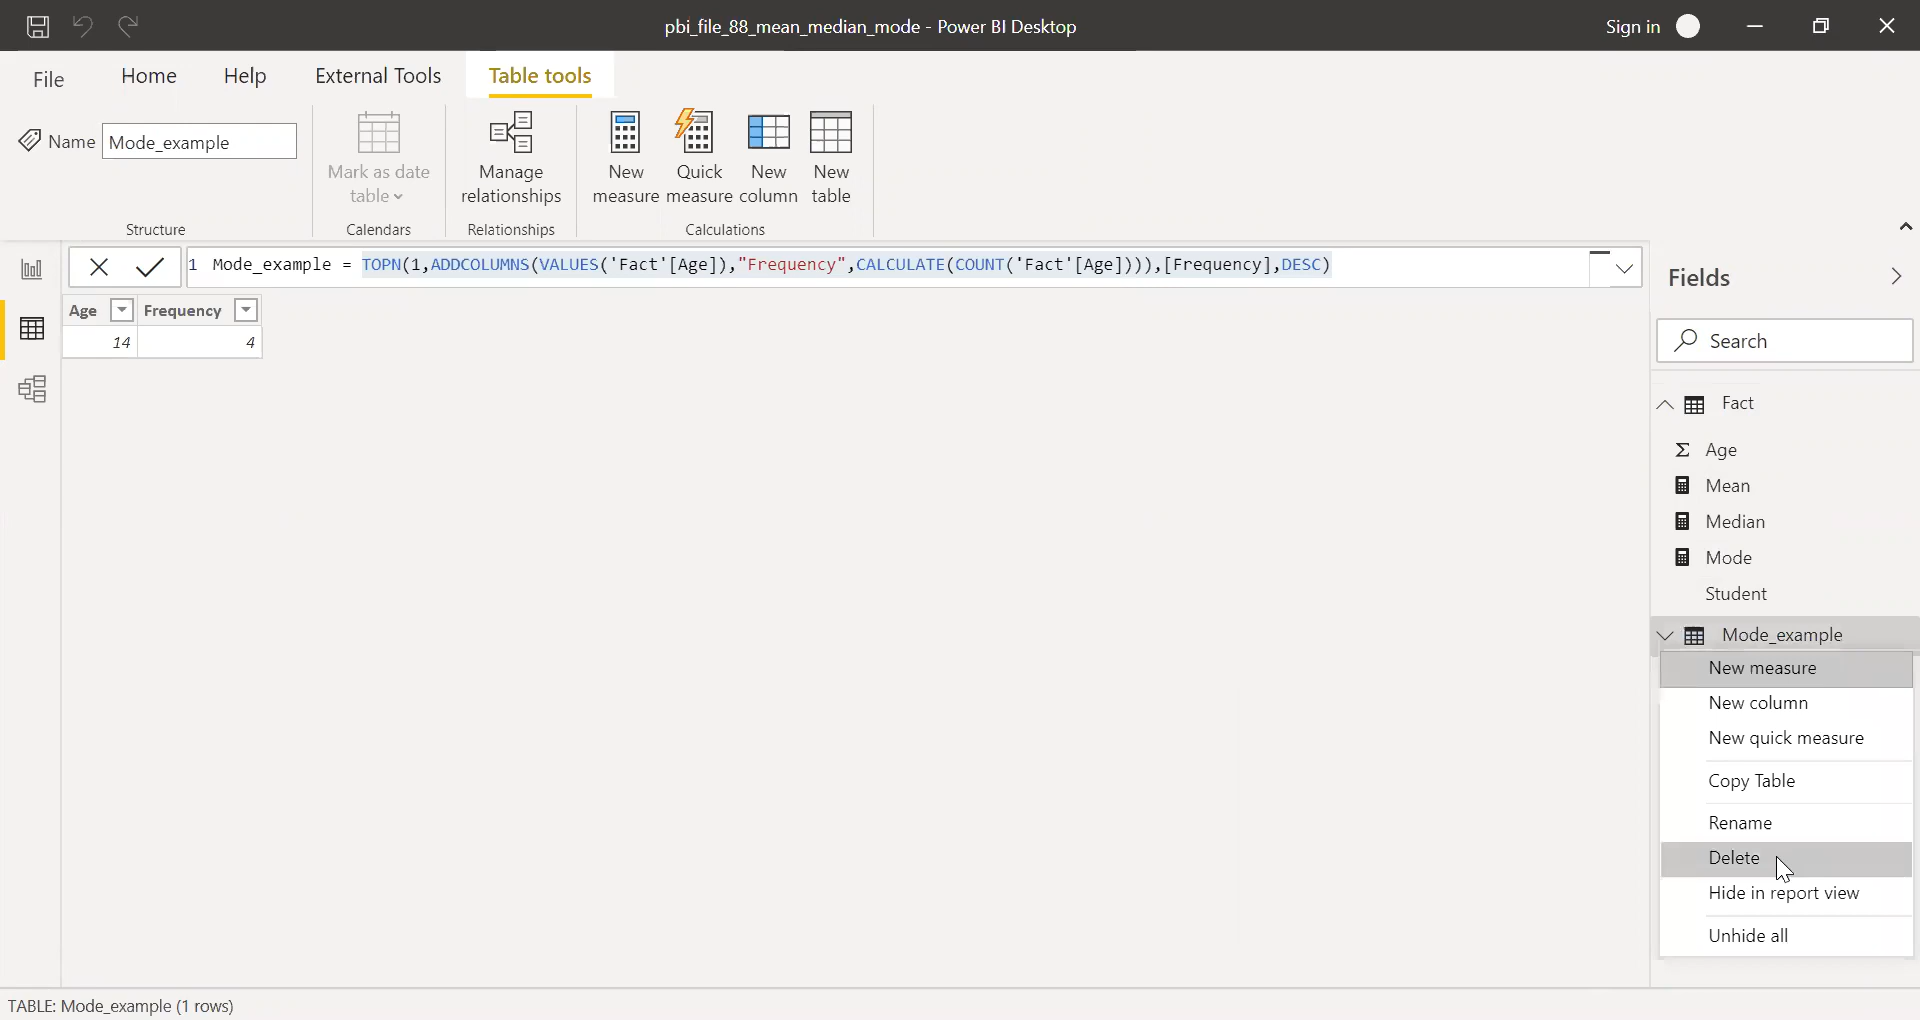 pbi_file_88_mean_median_mode - Power BI Desktop
Sign in
File
Home
Help
External Tools
Table tools
Name
Mode_example
Mark as date
table
Manage
relationships
New
measure
Quick
measure
New
column
New
table
Structure
Calendars
Relationships
Calculations
1 Mode_example = TOPN(1,ADDCOLUMNS(VALUES('Fact'[Age]),"Frequency",CALCULATE(COUNT('Fact'[Age]))),[Frequency],DESC)
Age
Frequency
14
4
Fields
Search
Fact
Age
Mean
Median
Mode
Student
Mode_example
New measure
New column
New quick measure
Copy Table
Rename
Delete
Hide in report view
Unhide all
TABLE: Mode_example (1 rows)